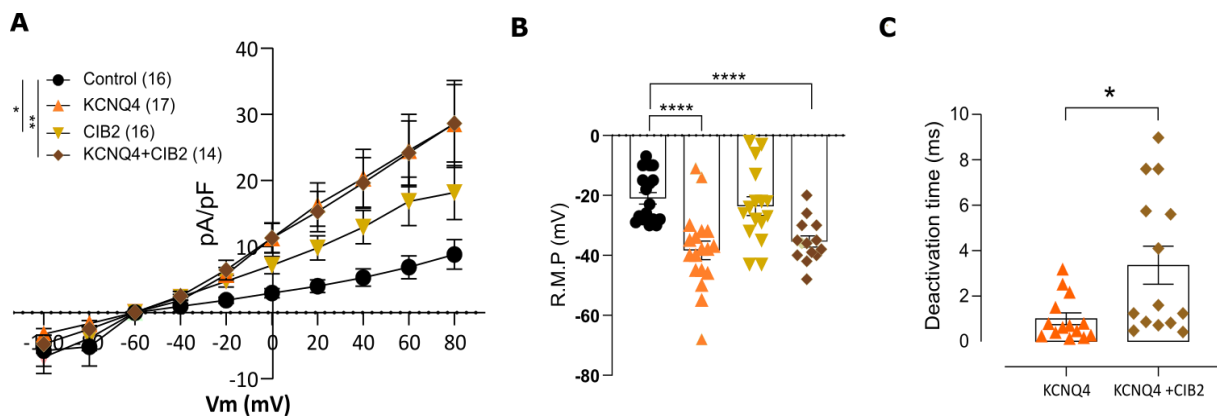 A
B
C
Control (16)
KCNQ4 (17)
CIB2 (16)
KCNQ4+CIB2 (14)
*
**
pA/pF
40
30
20
10
-10
-60
-40
-20
0
20
40
60
80
Vm (mV)
****
****
R.M.P (mV)
0
-20
-40
-60
-80
*
Deactivation time (ms)
10
8
6
4
2
0
KCNQ4
KCNQ4 +CIB2